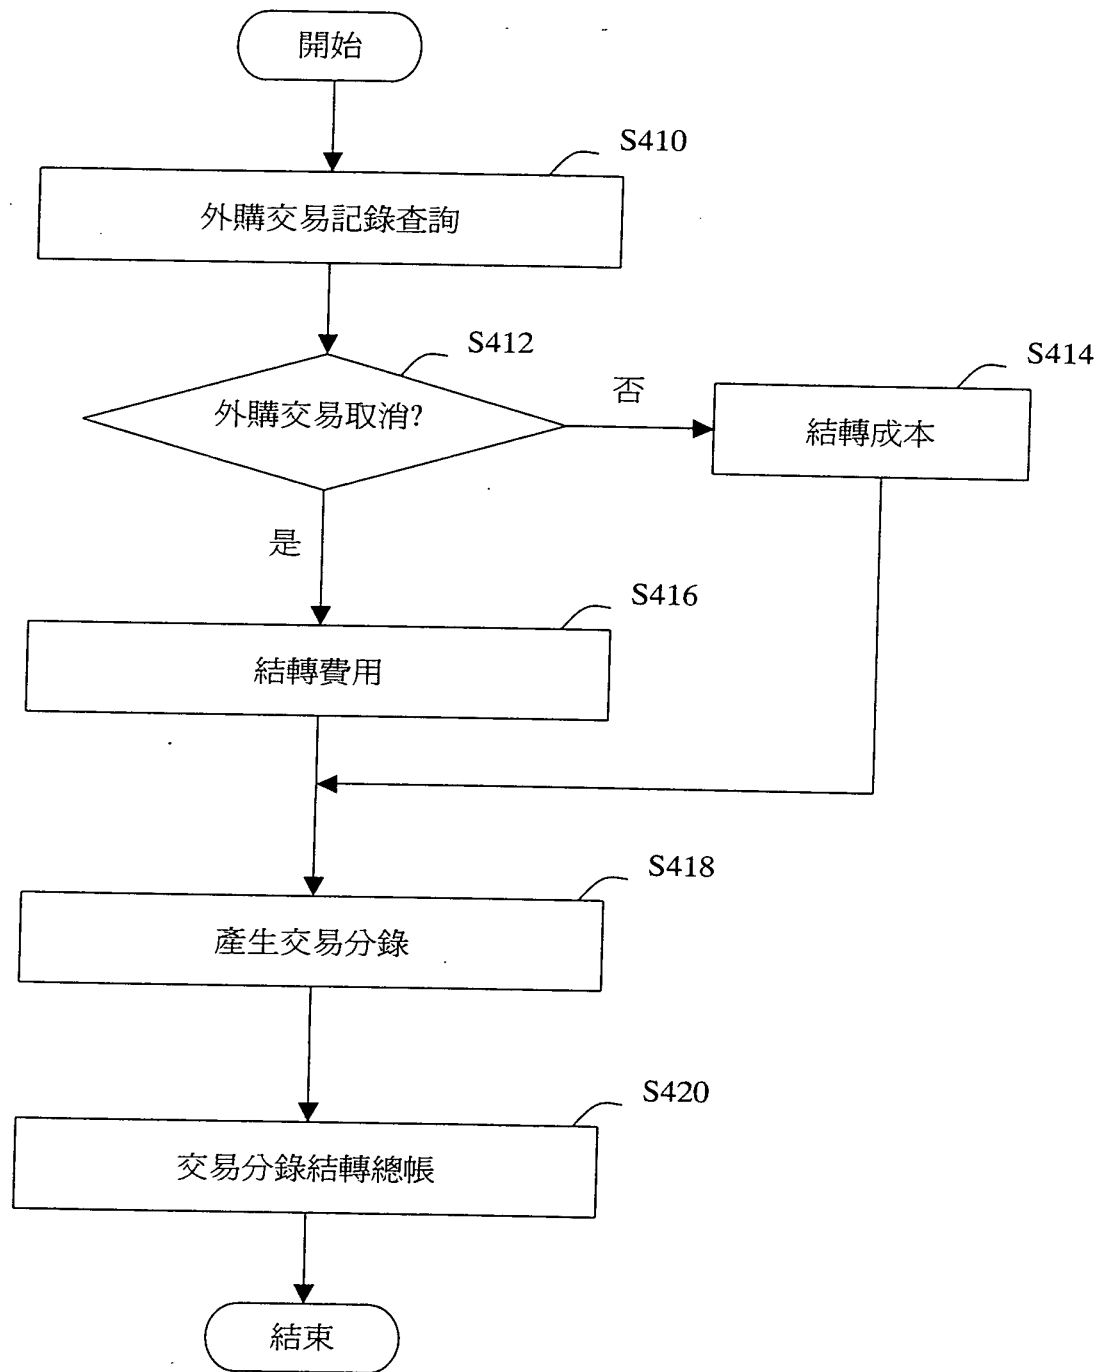 開始
S410
外購交易記錄查詢
S412
外購交易取消?
否
S414
結轉成本
是
S416
結轉費用
S418
產生交易分錄
S420
交易分錄結轉總帳
結束